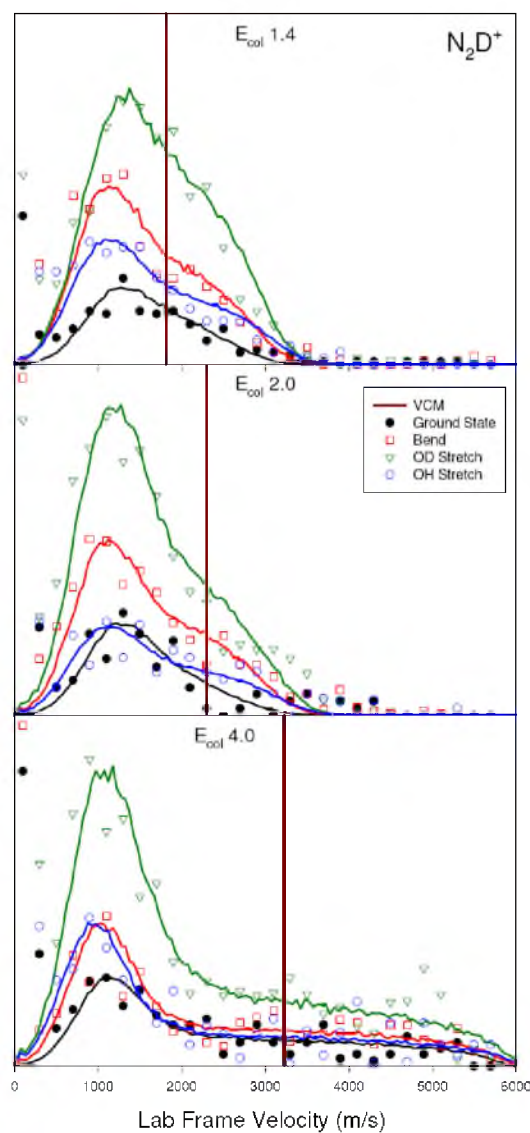 E_col 1.4
N₂D⁺
E_col 2.0
VCM
Ground State
Bend
OD Stretch
OH Stretch
E_col 4.0
0 1000 2000 3000 4000 5000 6000
Lab Frame Velocity (m/s)